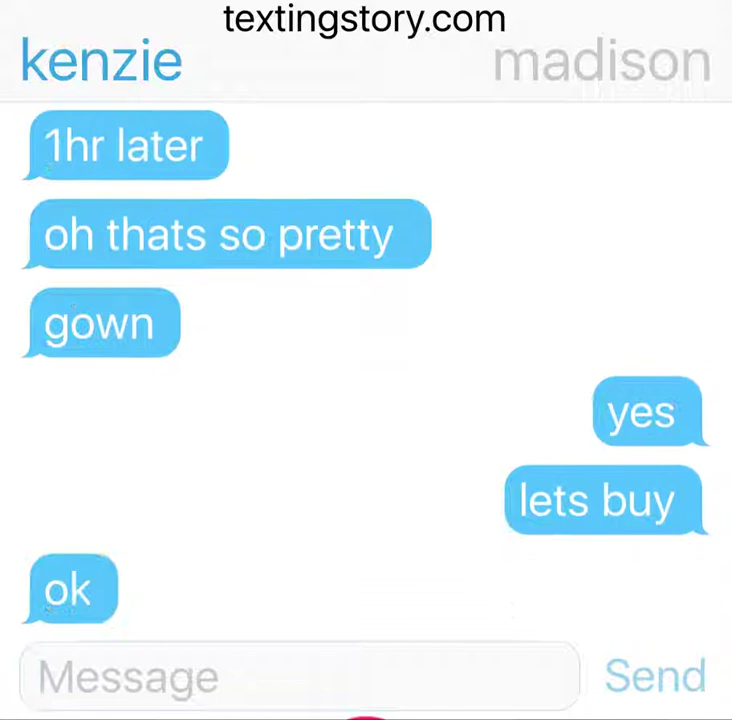 textingstory.com
kenzie madison
1hr later
oh thats so pretty
gown
yes
lets buy
ok
Message Send